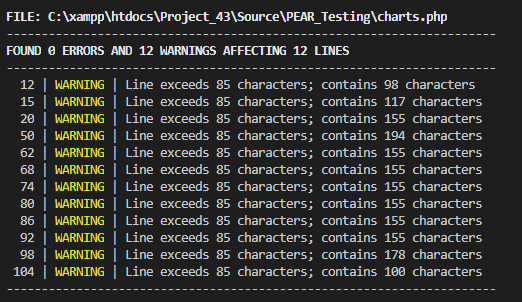 FILE: C:\xampp\htdocs\Project_43\Source\PEAR_Testing\charts.php
----------------------------------------------------------------------
FOUND 0 ERRORS AND 12 WARNINGS AFFECTING 12 LINES
----------------------------------------------------------------------
  12 | WARNING | Line exceeds 85 characters; contains 98 characters
  15 | WARNING | Line exceeds 85 characters; contains 117 characters
  20 | WARNING | Line exceeds 85 characters; contains 155 characters
  50 | WARNING | Line exceeds 85 characters; contains 194 characters
  62 | WARNING | Line exceeds 85 characters; contains 155 characters
  68 | WARNING | Line exceeds 85 characters; contains 155 characters
  74 | WARNING | Line exceeds 85 characters; contains 155 characters
  80 | WARNING | Line exceeds 85 characters; contains 155 characters
  86 | WARNING | Line exceeds 85 characters; contains 155 characters
  92 | WARNING | Line exceeds 85 characters; contains 155 characters
  98 | WARNING | Line exceeds 85 characters; contains 178 characters
 104 | WARNING | Line exceeds 85 characters; contains 100 characters
----------------------------------------------------------------------